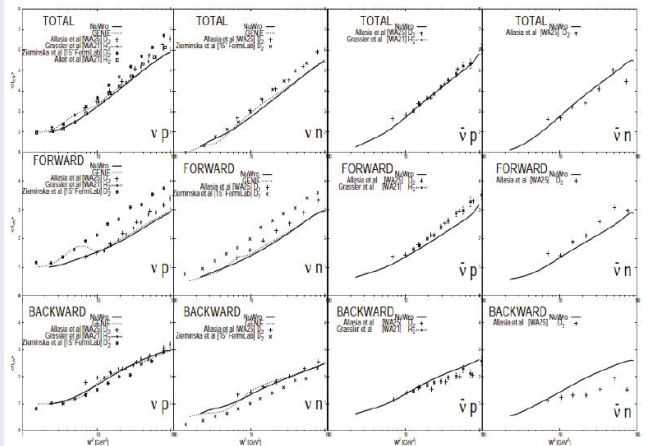 TOTAL
NuWro
GENIE
Allasia et al [WA25] D2
Grassler et al [WA21] H2
Zieminska et al [15' FermLab] D2
Allen et al [WA21] H2
ν p
TOTAL
NuWro
GENIE
Allasia et al [WA25] D2
Zieminska et al [15' FermLab] D2
ν n
TOTAL
NuWro
Allasia et al [WA25] D2
Grassler et al [WA21] H2
ν̄ p
TOTAL
NuWro
Allasia et al [WA25] D2
ν̄ n
FORWARD
NuWro
GENIE
Allasia et al [WA25] D2
Grassler et al [WA21] H2
Zieminska et al [15' FermLab] D2
ν p
FORWARD
NuWro
GENIE
Allasia et al [WA25] D2
Zieminska et al [15' FermLab] D2
ν n
FORWARD
NuWro
Allasia et al [WA25] D2
Grassler et al [WA21] H2
ν̄ p
FORWARD
NuWro
Allasia et al [WA25] D2
ν̄ n
BACKWARD
NuWro
GENIE
Allasia et al [WA25] D2
Grassler et al [WA21] H2
Zieminska et al [15' FermLab] D2
ν p
BACKWARD
NuWro
GENIE
Allasia et al [WA25] D2
Zieminska et al [15' FermLab] D2
ν n
BACKWARD
NuWro
Allasia et al [WA25] D2
Grassler et al [WA21] H2
ν̄ p
BACKWARD
NuWro
Allasia et al [WA25] D2
ν̄ n
W² [GeV²]
W² [GeV²]
W² [GeV²]
W² [GeV²]